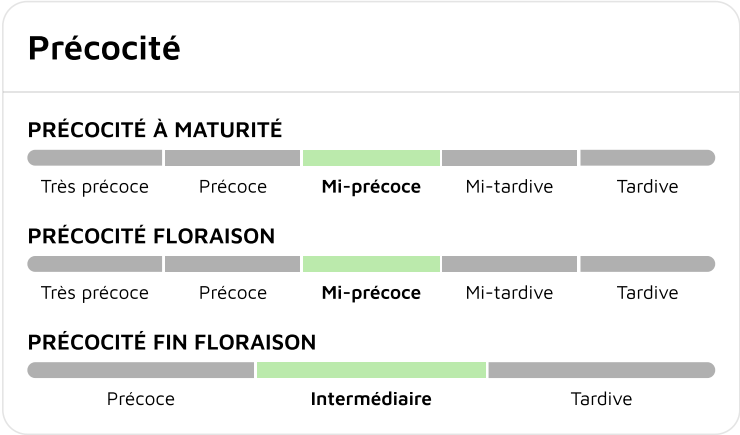 Précocité
PRÉCOCITÉ À MATURITÉ
Très précoce Précoce Mi-précoce Mi-tardive Tardive
PRÉCOCITÉ FLORAISON
Très précoce Précoce Mi-précoce Mi-tardive Tardive
PRÉCOCITÉ FIN FLORAISON
Précoce Intermédiaire Tardive